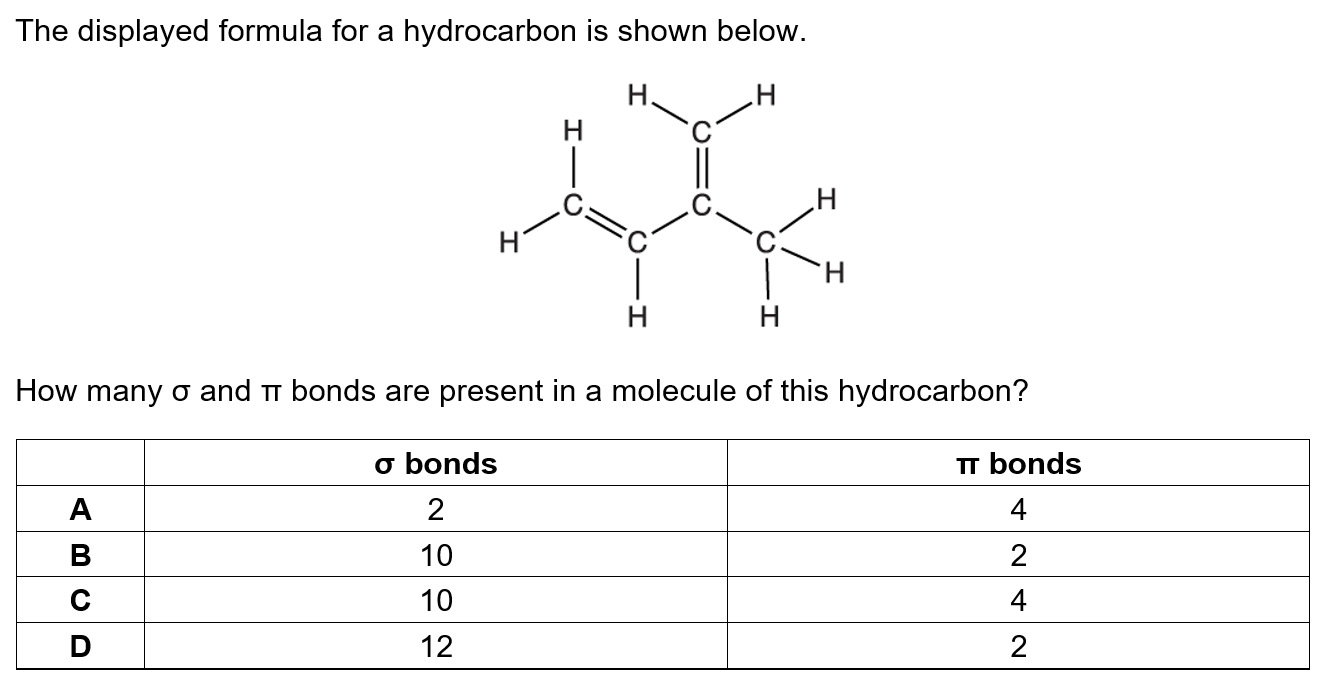 The displayed formula for a hydrocarbon is shown below.
H H
H
C
H
C C
H C C
H
H H
How many σ and π bonds are present in a molecule of this hydrocarbon?
σ bonds π bonds
A 2 4
B 10 2
C 10 4
D 12 2